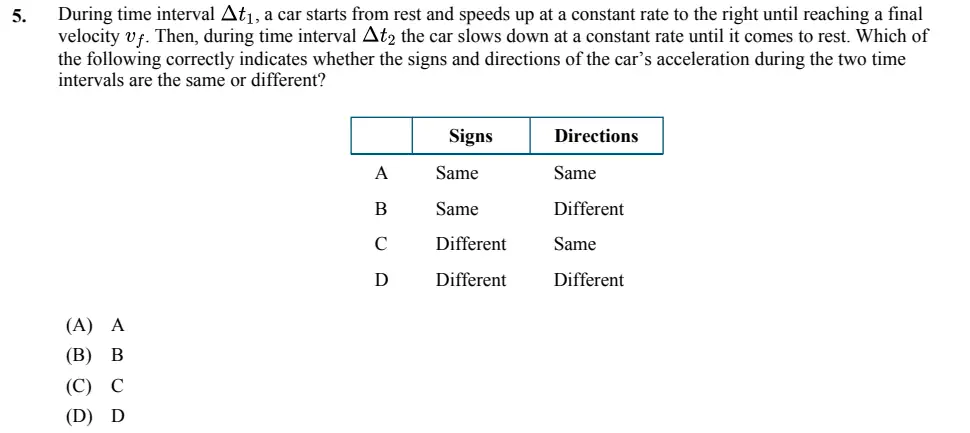 5. During time interval Δt₁, a car starts from rest and speeds up at a constant rate to the right until reaching a final
velocity v_f. Then, during time interval Δt₂ the car slows down at a constant rate until it comes to rest. Which of
the following correctly indicates whether the signs and directions of the car’s acceleration during the two time
intervals are the same or different?
Signs Directions
A Same Same
B Same Different
C Different Same
D Different Different
(A) A
(B) B
(C) C
(D) D